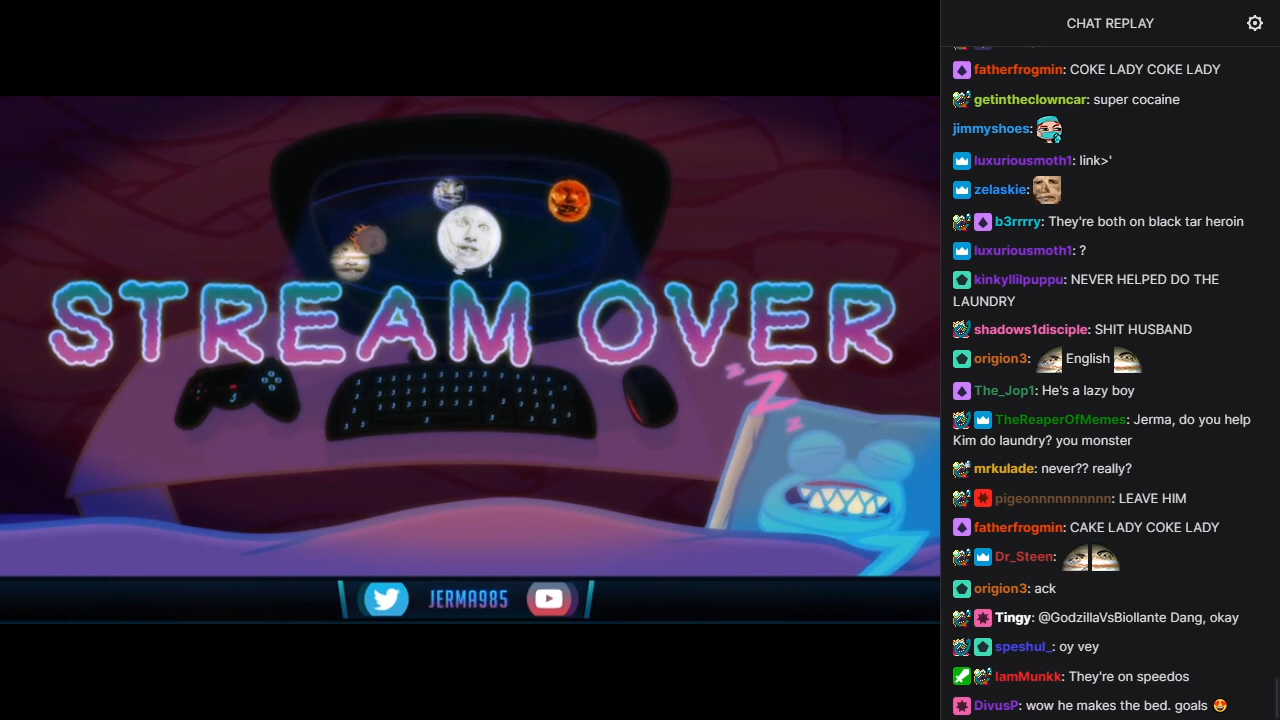 STREAM OVER
z
Z
z
JERMA985
CHAT REPLAY
fatherfrogmin: COKE LADY COKE LADY
getintheclowncar: super cocaine
jimmyshoes:
luxuriousmoth1: link>'
zelaskie:
b3rrrry: They're both on black tar heroin
luxuriousmoth1: ?
kinkyllilpuppu: NEVER HELPED DO THE
LAUNDRY
shadows1disciple: SHIT HUSBAND
origion3: English
The_Jop1: He's a lazy boy
TheReaperOfMemes: Jerma, do you help
Kim do laundry? you monster
mrkulade: never?? really?
pigeonnnnnnnnnn: LEAVE HIM
fatherfrogmin: CAKE LADY COKE LADY
Dr_Steen:
origion3: ack
Tingy: @GodzillaVsBiollante Dang, okay
speshul_: oy vey
IamMunkk: They're on speedos
DivusP: wow he makes the bed. goals 😍